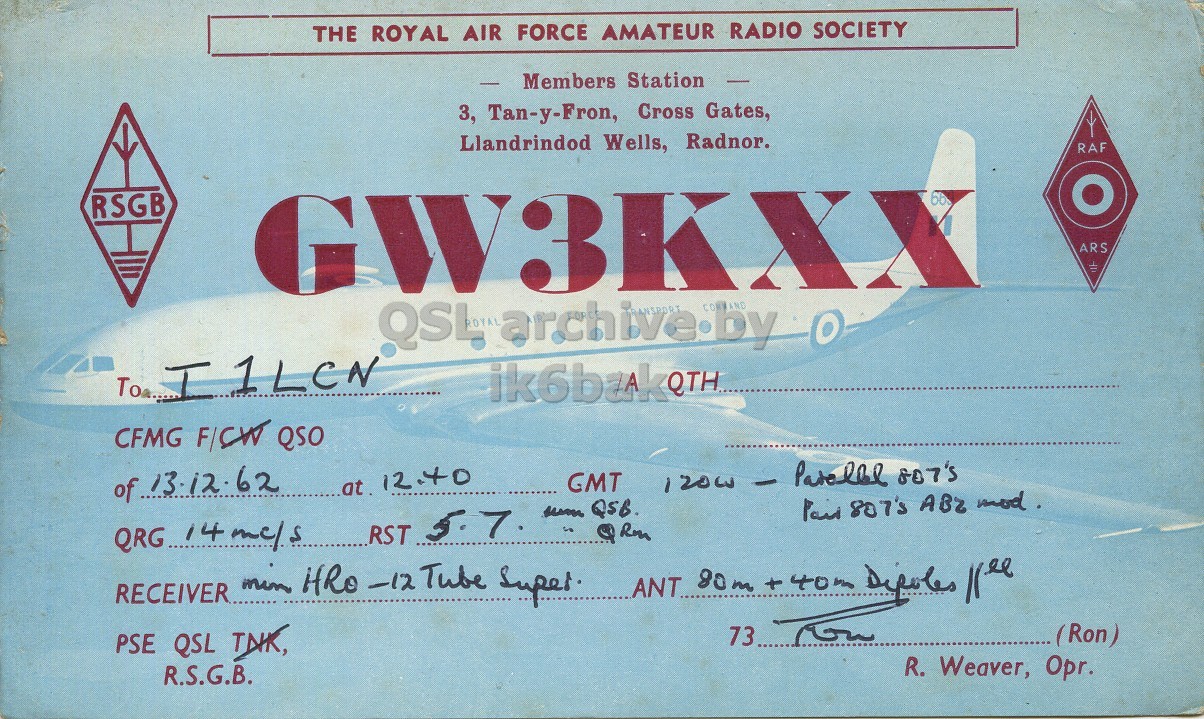 THE ROYAL AIR FORCE AMATEUR RADIO SOCIETY
— Members Station —
3, Tan-y-Fron, Cross Gates,
Llandrindod Wells, Radnor.
RSGB
RAF
ARS
GW3KXX
ROYAL AIR FORCE TRANSPORT COMMAND
QSL archive by
ik6bak
To I1LCN /A QTH
CFMG F/CW QSO
of 13.12.62 at 12.40 GMT 120w — Parallel 807's
Pair 807's AB2 mod.
QRG 14 mc/s RST 5.7. QSB.
" QRM
RECEIVER HRO - 12 Tube Super. ANT 80m + 40m Dipoles //ell
PSE QSL TNK,
R.S.G.B.
73 Ron (Ron)
R. Weaver, Opr.